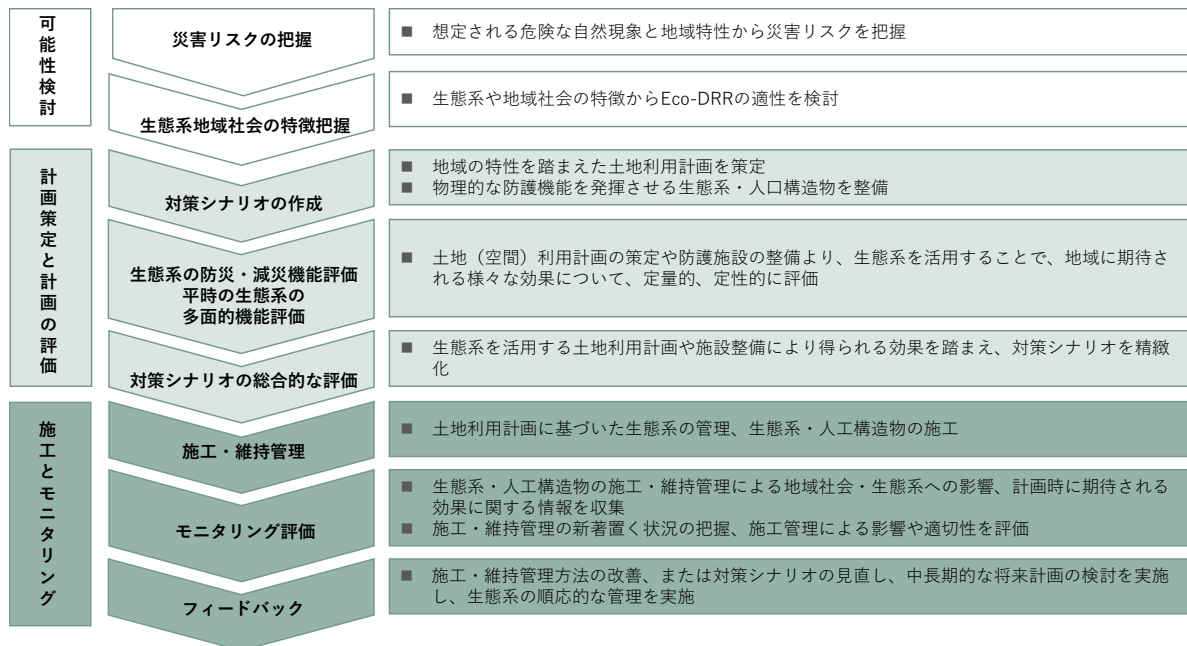 可能性検討
災害リスクの把握
■ 想定される危険な自然現象と地域特性から災害リスクを把握
生態系地域社会の特徴把握
■ 生態系や地域社会の特徴からEco-DRRの適性を検討
計画策定と計画の評価
対策シナリオの作成
■ 地域の特性を踏まえた土地利用計画を策定
■ 物理的な防護機能を発揮させる生態系・人口構造物を整備
生態系の防災・減災機能評価
平時の生態系の
多面的機能評価
■ 土地（空間）利用計画の策定や防護施設の整備より、生態系を活用することで、地域に期待さ
れる様々な効果について、定量的、定性的に評価
対策シナリオの総合的な評価
■ 生態系を活用する土地利用計画や施設整備により得られる効果を踏まえ、対策シナリオを精緻
化
施工とモニタリング
施工・維持管理
■ 土地利用計画に基づいた生態系の管理、生態系・人工構造物の施工
モニタリング評価
■ 生態系・人工構造物の施工・維持管理による地域社会・生態系への影響、計画時に期待される
効果に関する情報を収集
■ 施工・維持管理の新著置く状況の把握、施工管理による影響や適切性を評価
フィードバック
■ 施工・維持管理方法の改善、または対策シナリオの見直し、中長期的な将来計画の検討を実施
し、生態系の順応的な管理を実施